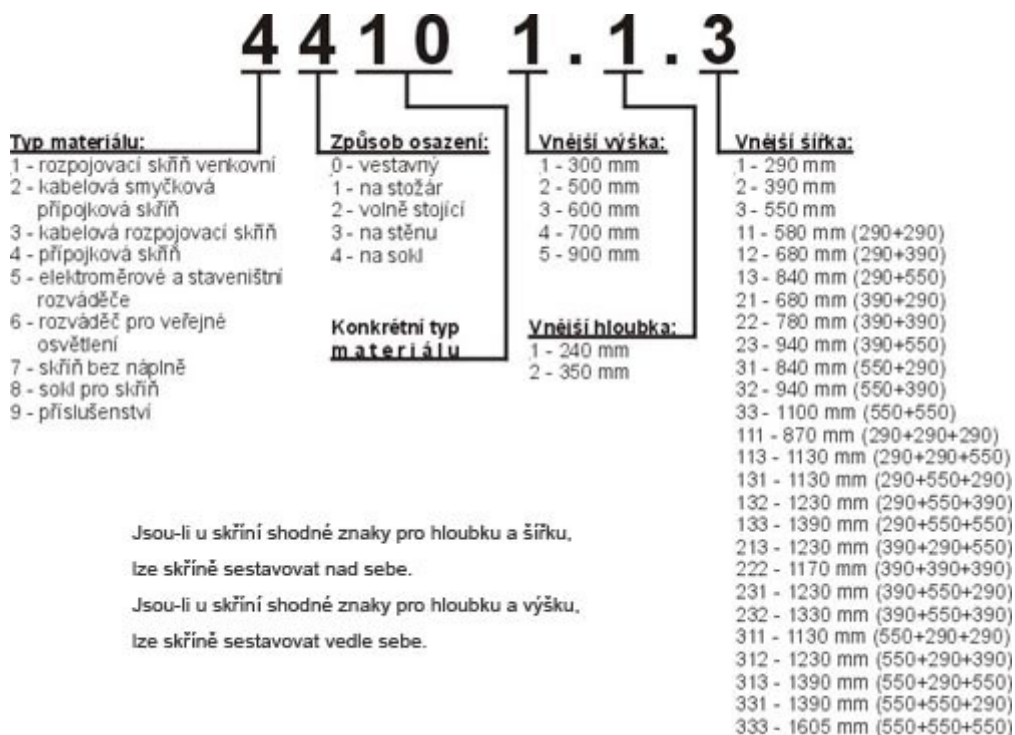 4 4 1 0 1 . 1 . 3
Typ materiálu:
1 - rozpojovací skříň venkovní
2 - kabelová smyčková
přípojková skříň
3 - kabelová rozpojovací skříň
4 - přípojková skříň
5 - elektroměrové a staveništní
rozváděče
6 - rozváděč pro veřejné
osvětlení
7 - skříň bez náplně
8 - sokl pro skříň
9 - příslušenství
Způsob osazení:
0 - vestavný
1 - na stožár
2 - volně stojící
3 - na stěnu
4 - na sokl
Konkrétní typ
materiálu
Vnější výška:
1 - 300 mm
2 - 500 mm
3 - 600 mm
4 - 700 mm
5 - 900 mm
Vnější hloubka:
1 - 240 mm
2 - 350 mm
Vnější šířka:
1 - 290 mm
2 - 390 mm
3 - 550 mm
11 - 580 mm (290+290)
12 - 680 mm (290+390)
13 - 840 mm (290+550)
21 - 680 mm (390+290)
22 - 780 mm (390+390)
23 - 940 mm (390+550)
31 - 840 mm (550+290)
32 - 940 mm (550+390)
33 - 1100 mm (550+550)
111 - 870 mm (290+290+290)
113 - 1130 mm (290+290+550)
131 - 1130 mm (290+550+290)
132 - 1230 mm (290+550+390)
133 - 1390 mm (290+550+550)
213 - 1230 mm (390+290+550)
222 - 1170 mm (390+390+390)
231 - 1230 mm (390+550+290)
232 - 1330 mm (390+550+390)
311 - 1130 mm (550+290+290)
312 - 1230 mm (550+290+390)
313 - 1390 mm (550+290+550)
331 - 1390 mm (550+550+290)
333 - 1605 mm (550+550+550)
Jsou-li u skříní shodné znaky pro hloubku a šířku,
lze skříně sestavovat nad sebe.
Jsou-li u skříní shodné znaky pro hloubku a výšku,
lze skříně sestavovat vedle sebe.